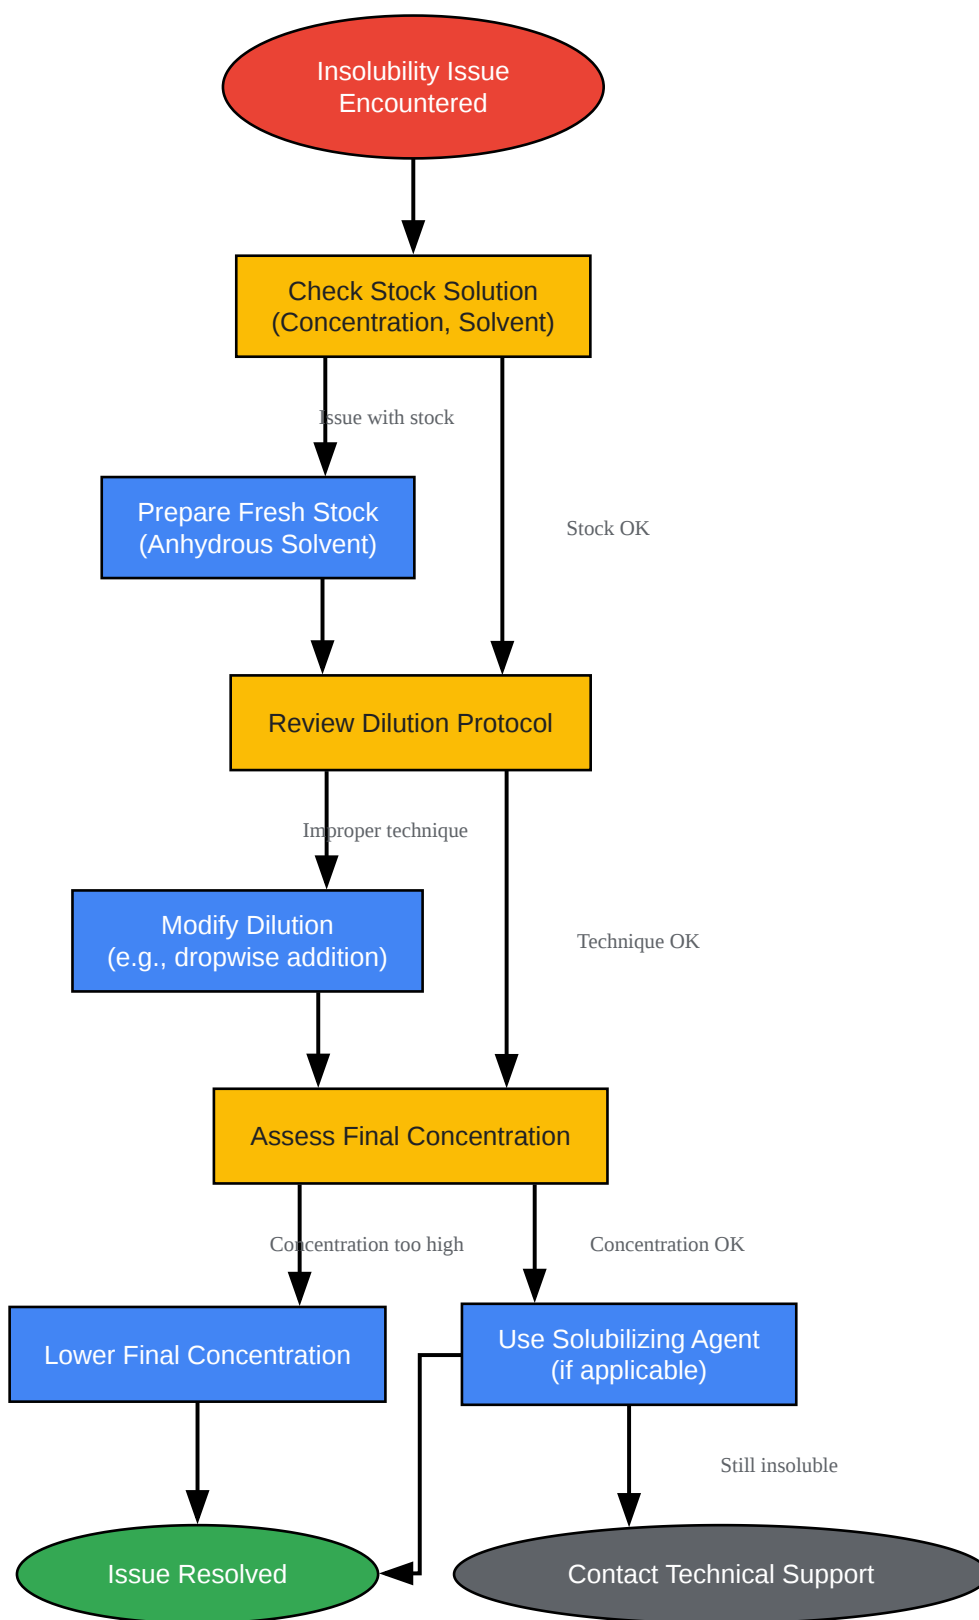 Insolubility Issue
Encountered
Check Stock Solution
(Concentration, Solvent)
Issue with stock
Prepare Fresh Stock
(Anhydrous Solvent)
Stock OK
Review Dilution Protocol
Improper technique
Modify Dilution
(e.g., dropwise addition)
Technique OK
Assess Final Concentration
Concentration too high
Concentration OK
Lower Final Concentration
Use Solubilizing Agent
(if applicable)
Still insoluble
Issue Resolved
Contact Technical Support